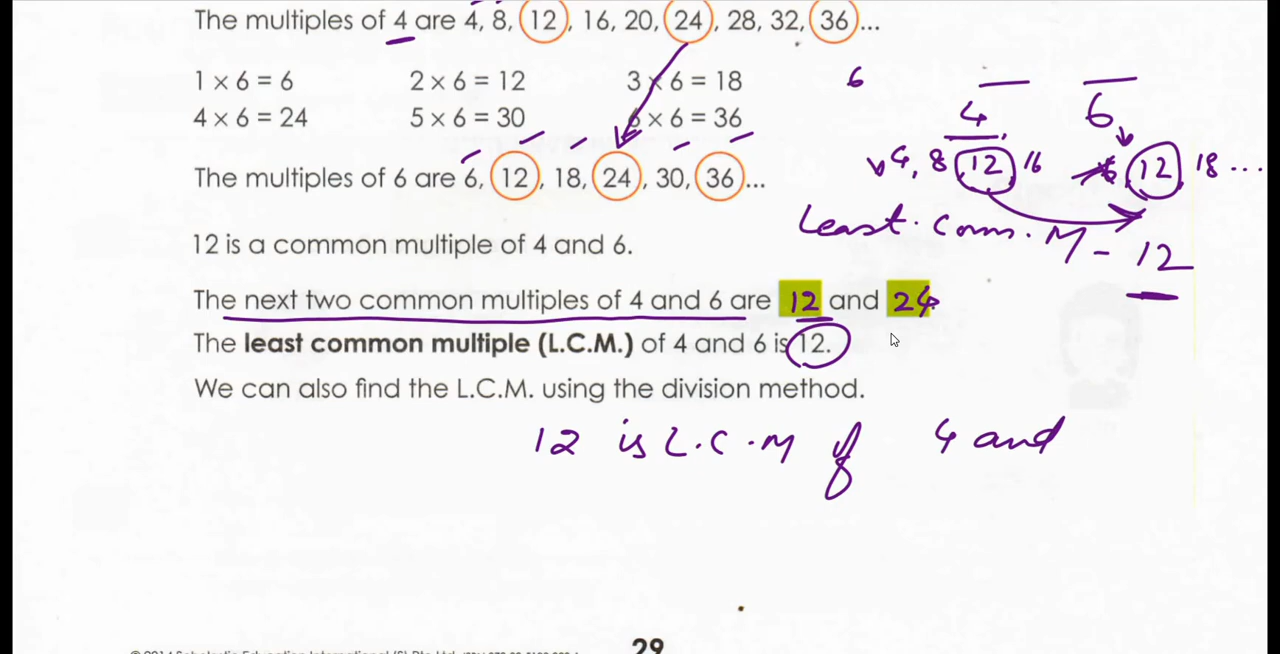 The multiples of 4 are 4, 8, 12, 16, 20, 24, 28, 32, 36...
1 × 6 = 6 2 × 6 = 12 3 × 6 = 18 6
4 × 6 = 24 5 × 6 = 30 6 × 6 = 36 4 6
The multiples of 6 are 6, 12, 18, 24, 30, 36... 4, 8 12 16 6 12 18 ...
Least. Com. M - 12
12 is a common multiple of 4 and 6.
The next two common multiples of 4 and 6 are 12 and 24
The least common multiple (L.C.M.) of 4 and 6 is 12.
We can also find the L.C.M. using the division method.
12 is L.C.M of 4 and
29